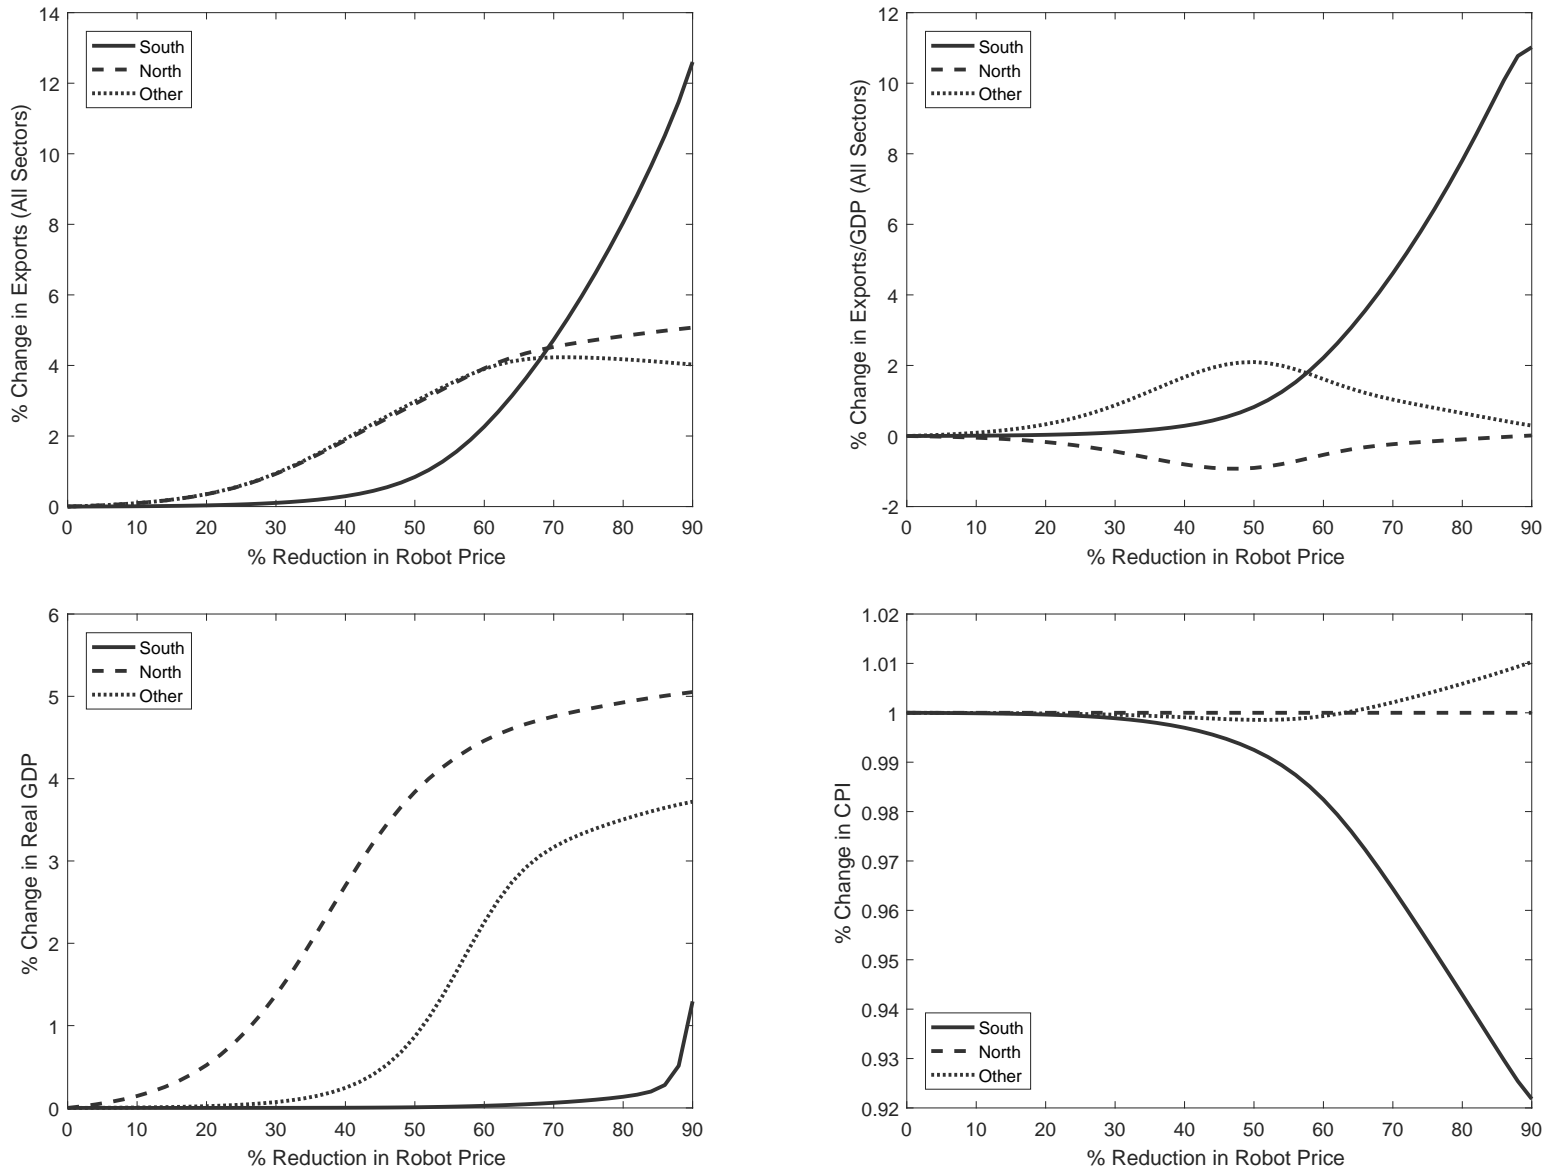 % Change in Exports (All Sectors)
14
12
10
8
6
4
2
0
South
North
Other
0 10 20 30 40 50 60 70 80 90
% Reduction in Robot Price
% Change in Exports/GDP (All Sectors)
12
10
8
6
4
2
0
-2
South
North
Other
0 10 20 30 40 50 60 70 80 90
% Reduction in Robot Price
% Change in Real GDP
6
5
4
3
2
1
0
South
North
Other
0 10 20 30 40 50 60 70 80 90
% Reduction in Robot Price
% Change in CPI
1.02
1.01
1
0.99
0.98
0.97
0.96
0.95
0.94
0.93
0.92
South
North
Other
0 10 20 30 40 50 60 70 80 90
% Reduction in Robot Price